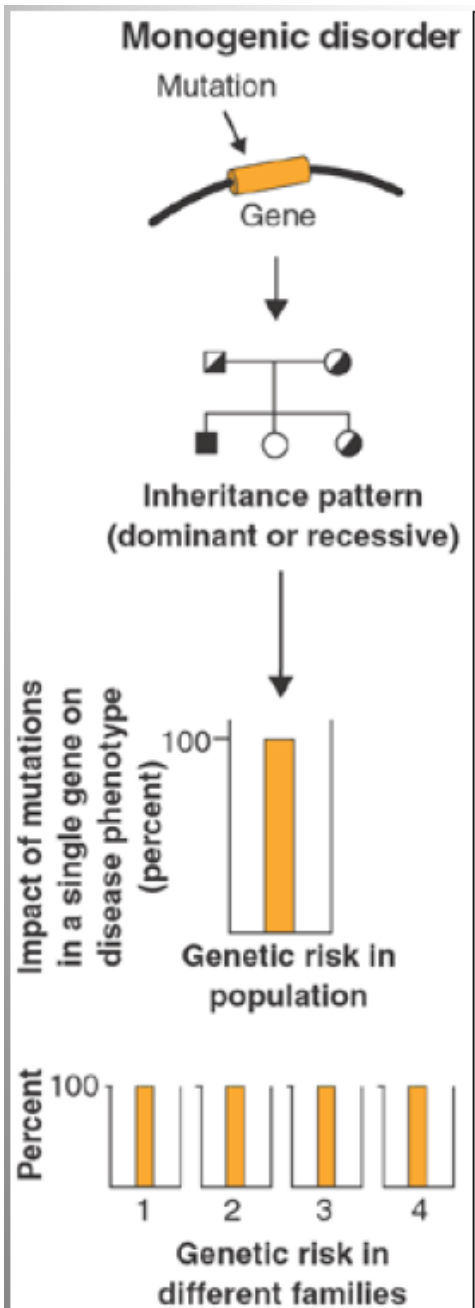 Monogenic disorder
Mutation
Gene
Inheritance pattern
(dominant or recessive)
Impact of mutations
in a single gene on
disease phenotype
(percent)
100
Genetic risk in
population
Percent
100
1 2 3 4
Genetic risk in
different families